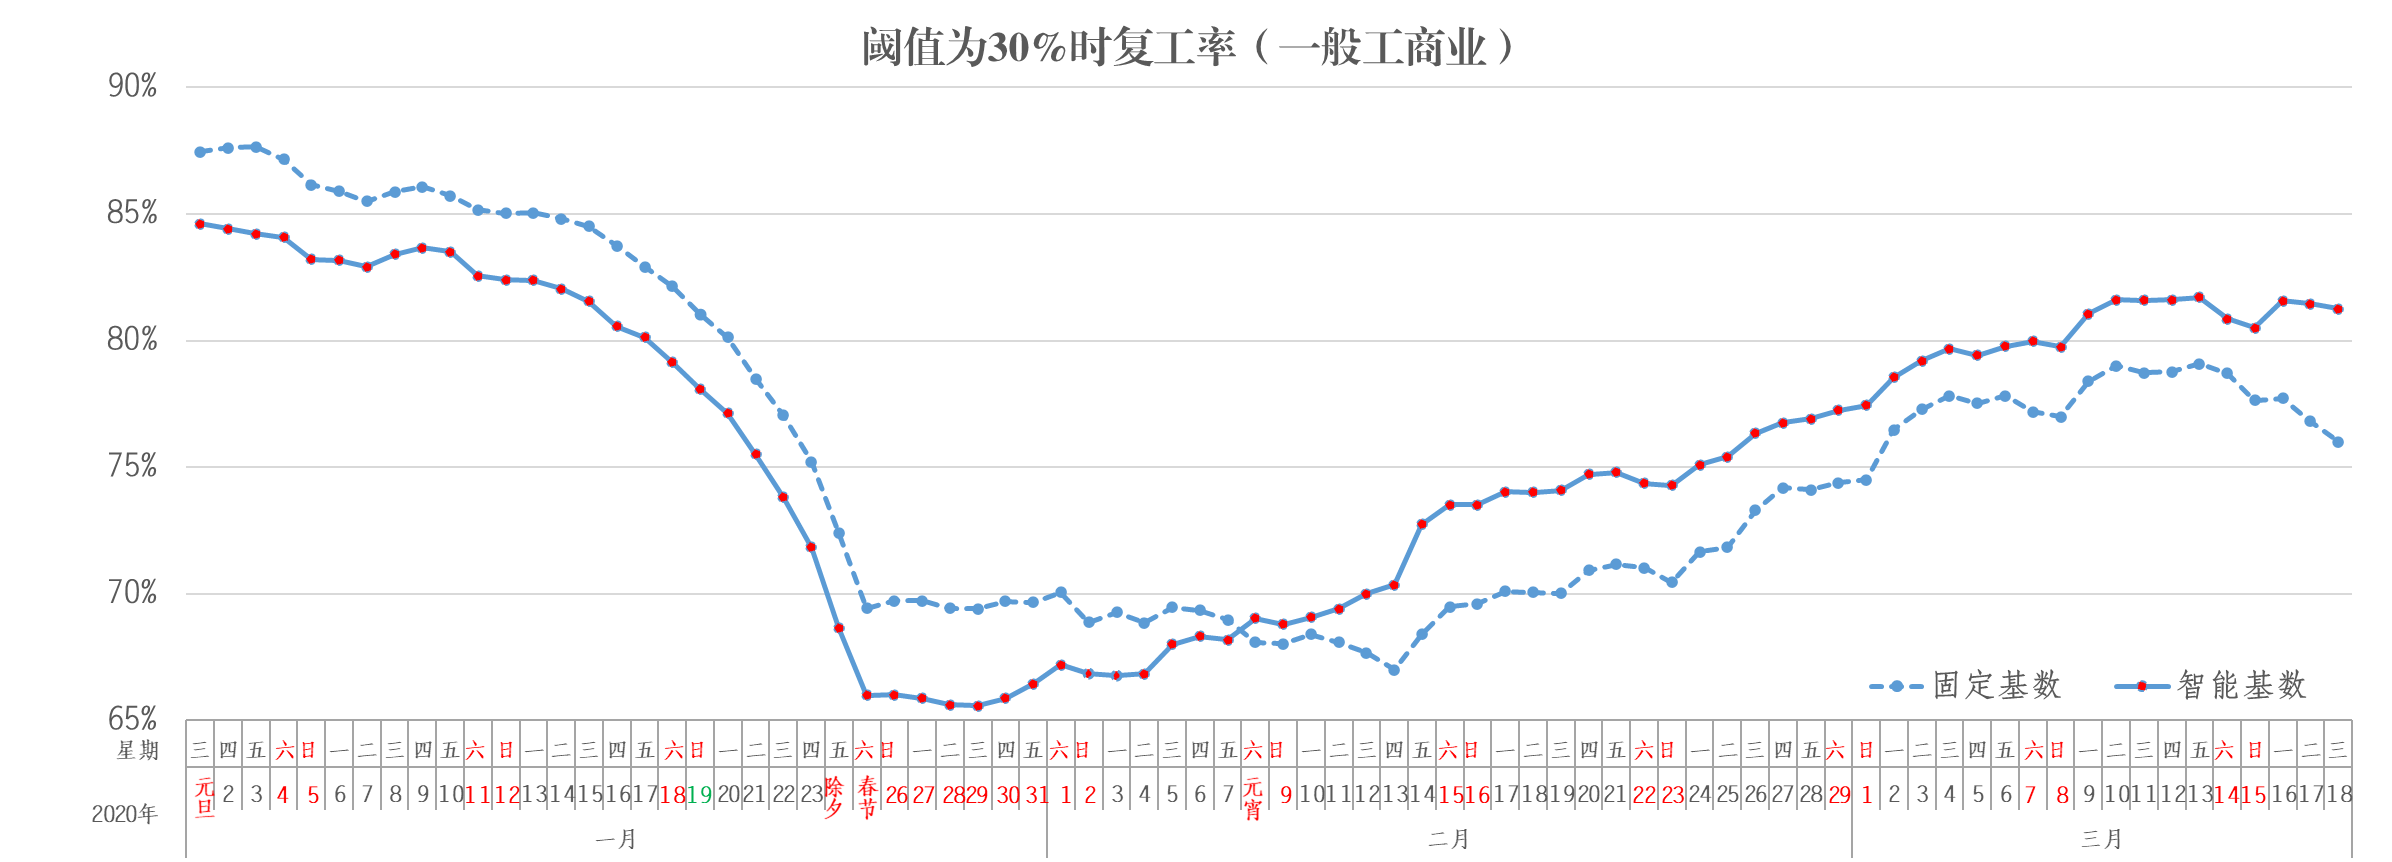 阈值为30%时复工率（一般工商业）
90%
85%
80%
75%
70%
65%
固定基数 智能基数
星期 三 四 五 六 日 一 二 三 四 五 六 日 一 二 三 四 五 六 日 一 二 三 四 五 六 日 一 二 三 四 五 六 日 一 二 三 四 五 六 日 一 二 三 四 五 六 日 一 二 三 四 五 六 日 一 二 三 四 五 六 日 一 二 三 四 五 六 日 一 二 三 四 五 六 日 一 二 三
2020年 元旦 2 3 4 5 6 7 8 9 10 11 12 13 14 15 16 17 18 19 20 21 22 23 除夕 春节 26 27 28 29 30 31 1 2 3 4 5 6 7 元宵 9 10 11 12 13 14 15 16 17 18 19 20 21 22 23 24 25 26 27 28 29 1 2 3 4 5 6 7 8 9 10 11 12 13 14 15 16 17 18
一月 二月 三月